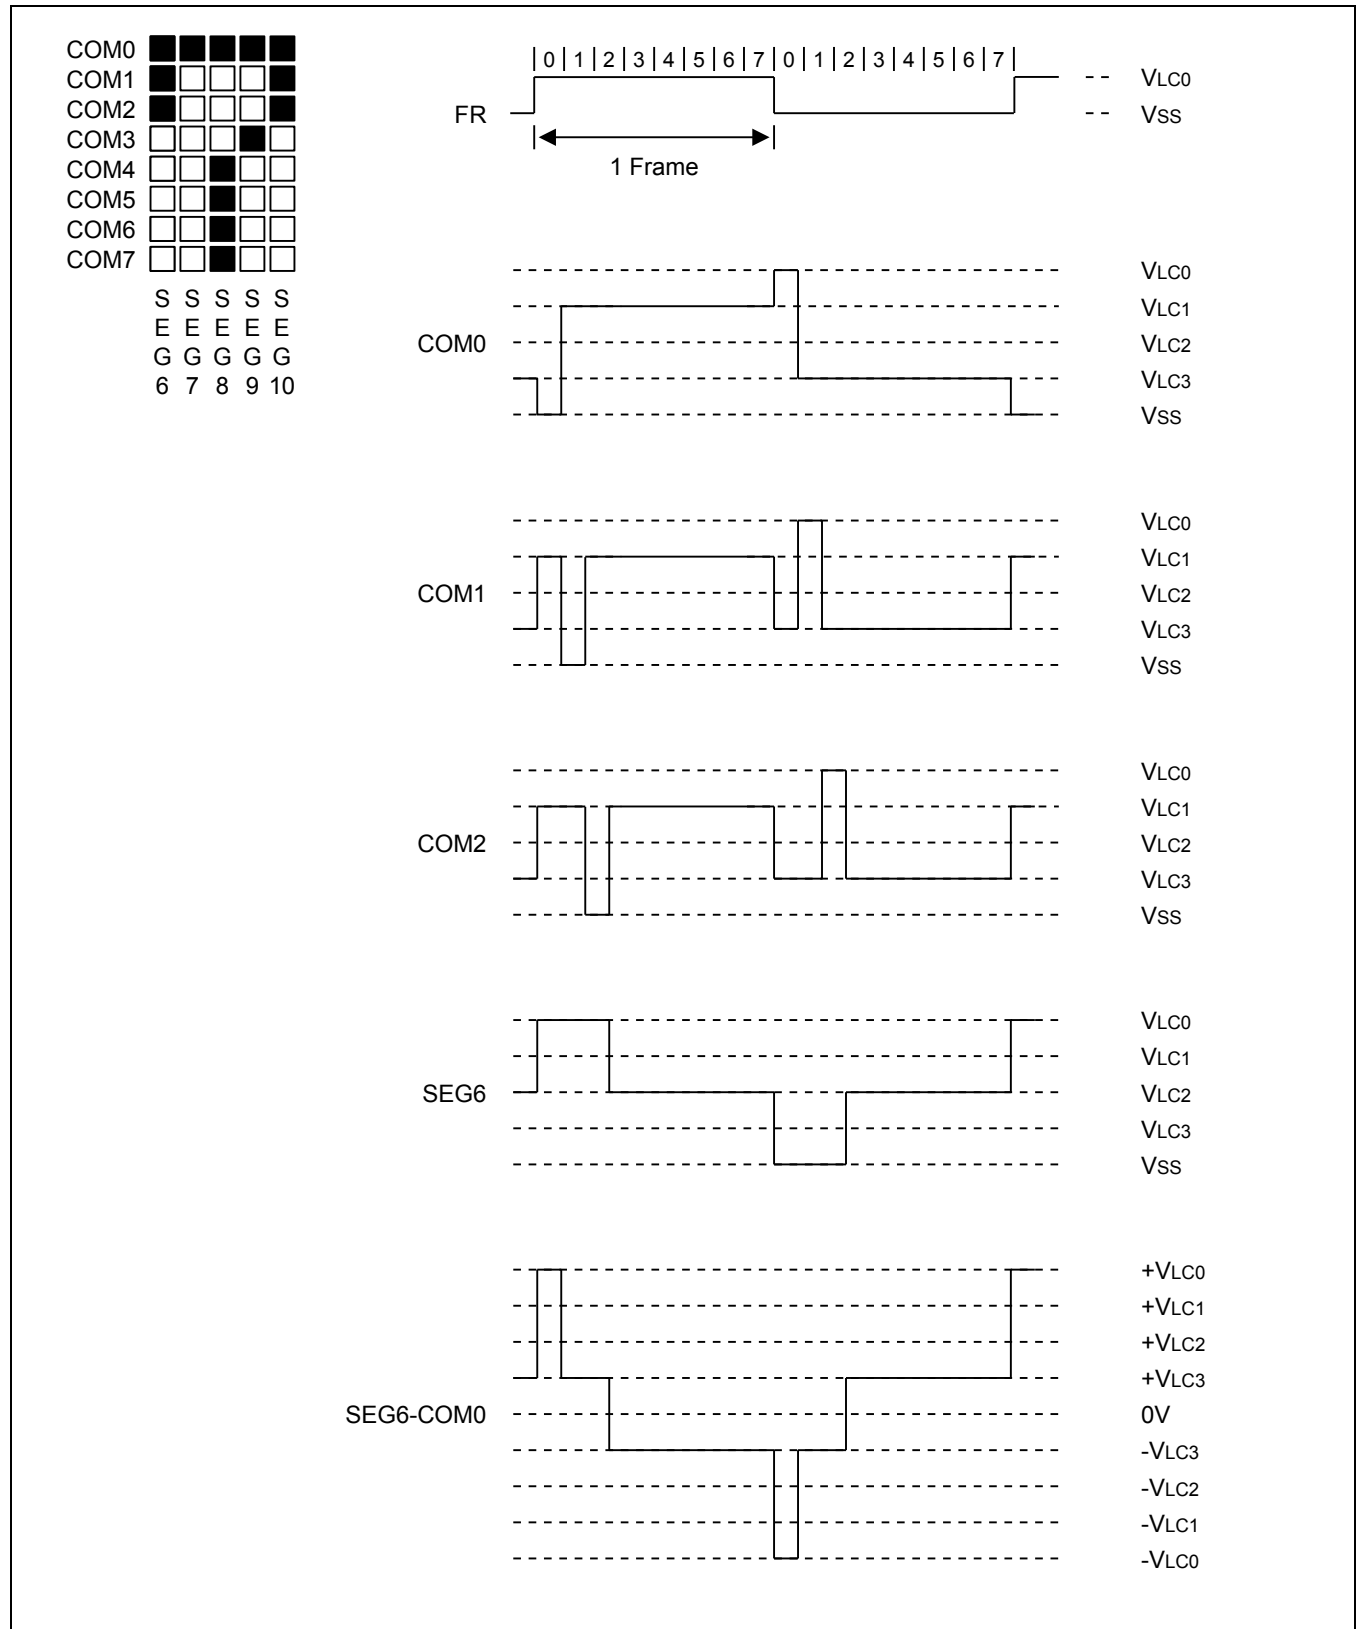 COM0
COM1
COM2
COM3
COM4
COM5
COM6
COM7
S S S S S
E E E E E
G G G G G
6 7 8 9 10
| 0 | 1 | 2 | 3 | 4 | 5 | 6 | 7 | 0 | 1 | 2 | 3 | 4 | 5 | 6 | 7 |
FR
VLC0
VSS
1 Frame
COM0
VLC0
VLC1
VLC2
VLC3
VSS
COM1
VLC0
VLC1
VLC2
VLC3
VSS
COM2
VLC0
VLC1
VLC2
VLC3
VSS
SEG6
VLC0
VLC1
VLC2
VLC3
VSS
SEG6-COM0
+VLC0
+VLC1
+VLC2
+VLC3
0V
-VLC3
-VLC2
-VLC1
-VLC0